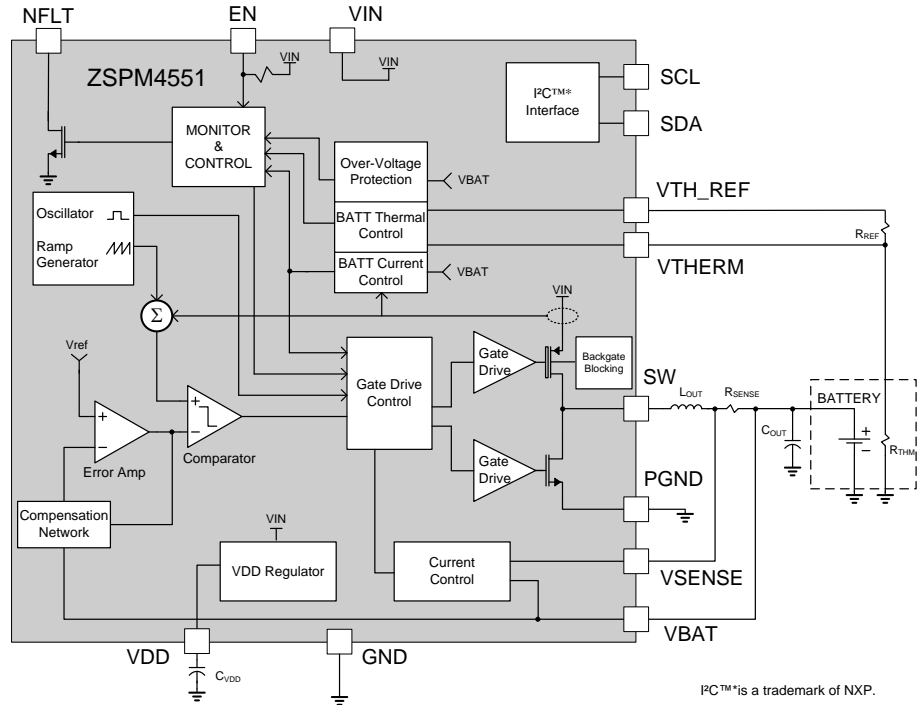 NFLT
EN
VIN
ZSPM4551
VIN
VIN
I²C™*
Interface
SCL
SDA
MONITOR
&
CONTROL
Over-Voltage
Protection
VBAT
BATT Thermal
Control
BATT Current
Control
VBAT
VTH_REF
VTHERM
RREF
Oscillator
Ramp
Generator
Σ
VIN
Vref
+
−
Error Amp
+
−
Comparator
Gate Drive
Control
Gate
Drive
Gate
Drive
Backgate
Blocking
SW
LOUT
RSENSE
COUT
BATTERY
+
−
RTHM
PGND
Compensation
Network
VIN
VDD Regulator
Current
Control
VSENSE
VBAT
VDD
GND
CVDD
I²C™*is a trademark of NXP.